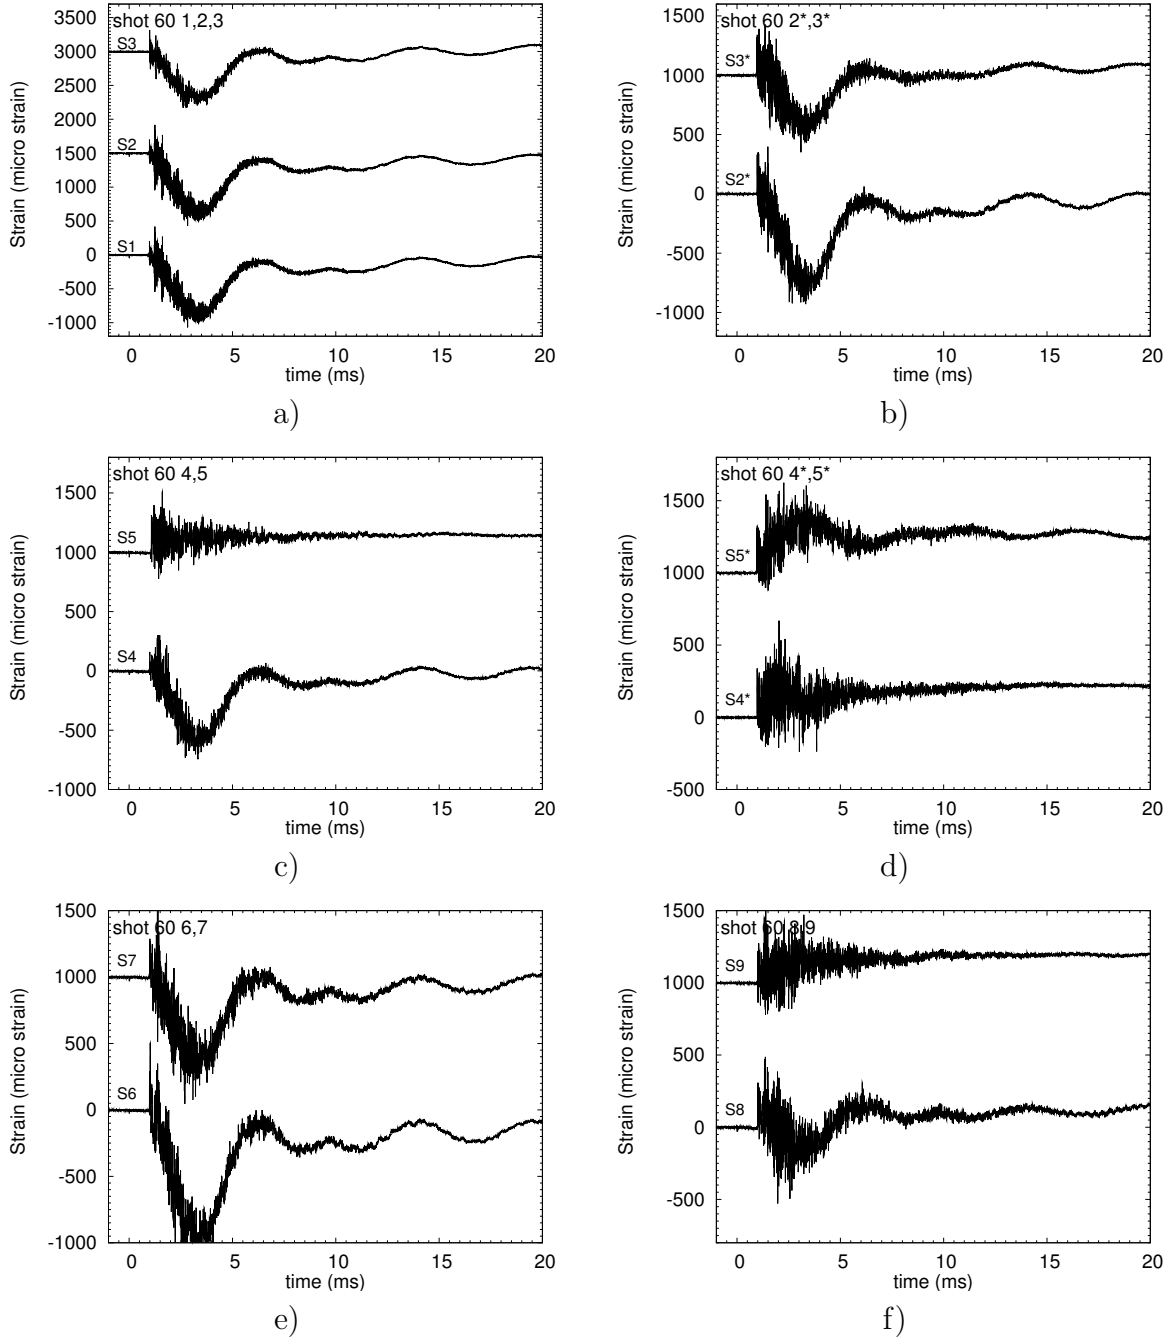 shot 60 1,2,3
3500
3000
2500
2000
1500
1000
500
0
-500
-1000
S3
S2
S1
Strain (micro strain)
0 5 10 15 20
time (ms)
a)
shot 60 2*,3*
1500
1000
500
0
-500
-1000
S3*
S2*
Strain (micro strain)
0 5 10 15 20
time (ms)
b)
shot 60 4,5
1500
1000
500
0
-500
-1000
S5
S4
Strain (micro strain)
0 5 10 15 20
time (ms)
c)
shot 60 4*,5*
1500
1000
500
0
-500
S5*
S4*
Strain (micro strain)
0 5 10 15 20
time (ms)
d)
shot 60 6,7
1500
1000
500
0
-500
-1000
S7
S6
Strain (micro strain)
0 5 10 15 20
time (ms)
e)
shot 60 8,9
1500
1000
500
0
-500
S9
S8
Strain (micro strain)
0 5 10 15 20
time (ms)
f)